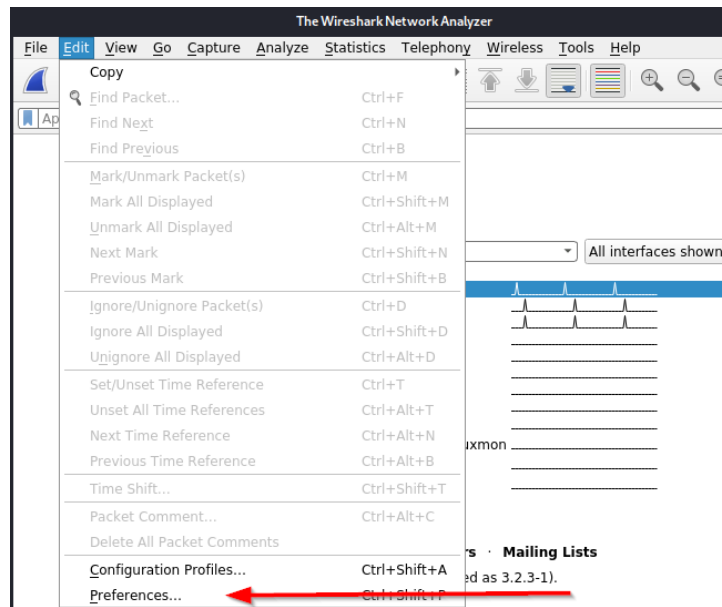 The Wireshark Network Analyzer
File Edit View Go Capture Analyze Statistics Telephony Wireless Tools Help
Copy
Find Packet... Ctrl+F
Ap
Find Next Ctrl+N
Find Previous Ctrl+B
Mark/Unmark Packet(s) Ctrl+M
Mark All Displayed Ctrl+Shift+M
Unmark All Displayed Ctrl+Alt+M
Next Mark Ctrl+Shift+N
All interfaces shown
Previous Mark Ctrl+Shift+B
Ignore/Unignore Packet(s) Ctrl+D
Ignore All Displayed Ctrl+Shift+D
Unignore All Displayed Ctrl+Alt+D
Set/Unset Time Reference Ctrl+T
Unset All Time References Ctrl+Alt+T
Next Time Reference Ctrl+Alt+N
uxmon
Previous Time Reference Ctrl+Alt+B
Time Shift... Ctrl+Shift+T
Packet Comment... Ctrl+Alt+C
Delete All Packet Comments
rs · Mailing Lists
Configuration Profiles... Ctrl+Shift+A
ed as 3.2.3-1).
Preferences... Ctrl+Shift+P